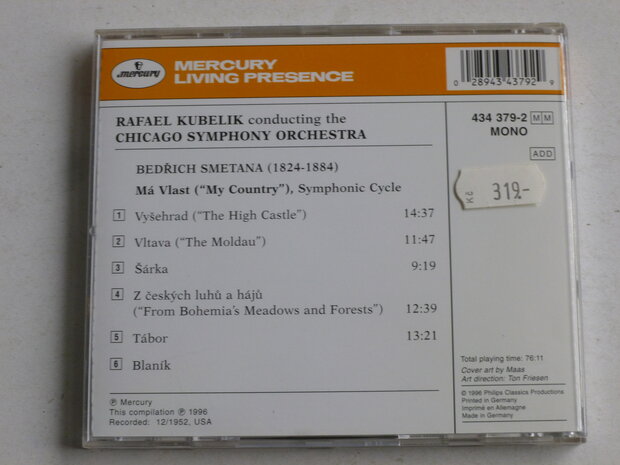 mercury
MERCURY
LIVING PRESENCE
0 28943 43792 9
RAFAEL KUBELIK conducting the
CHICAGO SYMPHONY ORCHESTRA
434 379-2 MM
MONO
ADD
BEDŘICH SMETANA (1824-1884)
Má Vlast (“My Country”), Symphonic Cycle
Kč 319.-
1 Vyšehrad (“The High Castle”) 14:37
2 Vltava (“The Moldau”) 11:47
3 Šárka 9:19
4 Z českých luhů a hájů
(“From Bohemia's Meadows and Forests”) 12:39
5 Tábor 13:21
6 Blaník
Total playing time: 76:11
Cover art by Maas
Art direction: Ton Friesen
℗ Mercury
This compilation ℗ 1996
Recorded: 12/1952, USA
© 1996 Philips Classics Productions
Printed in Germany
Imprimé en Allemagne
Made in Germany